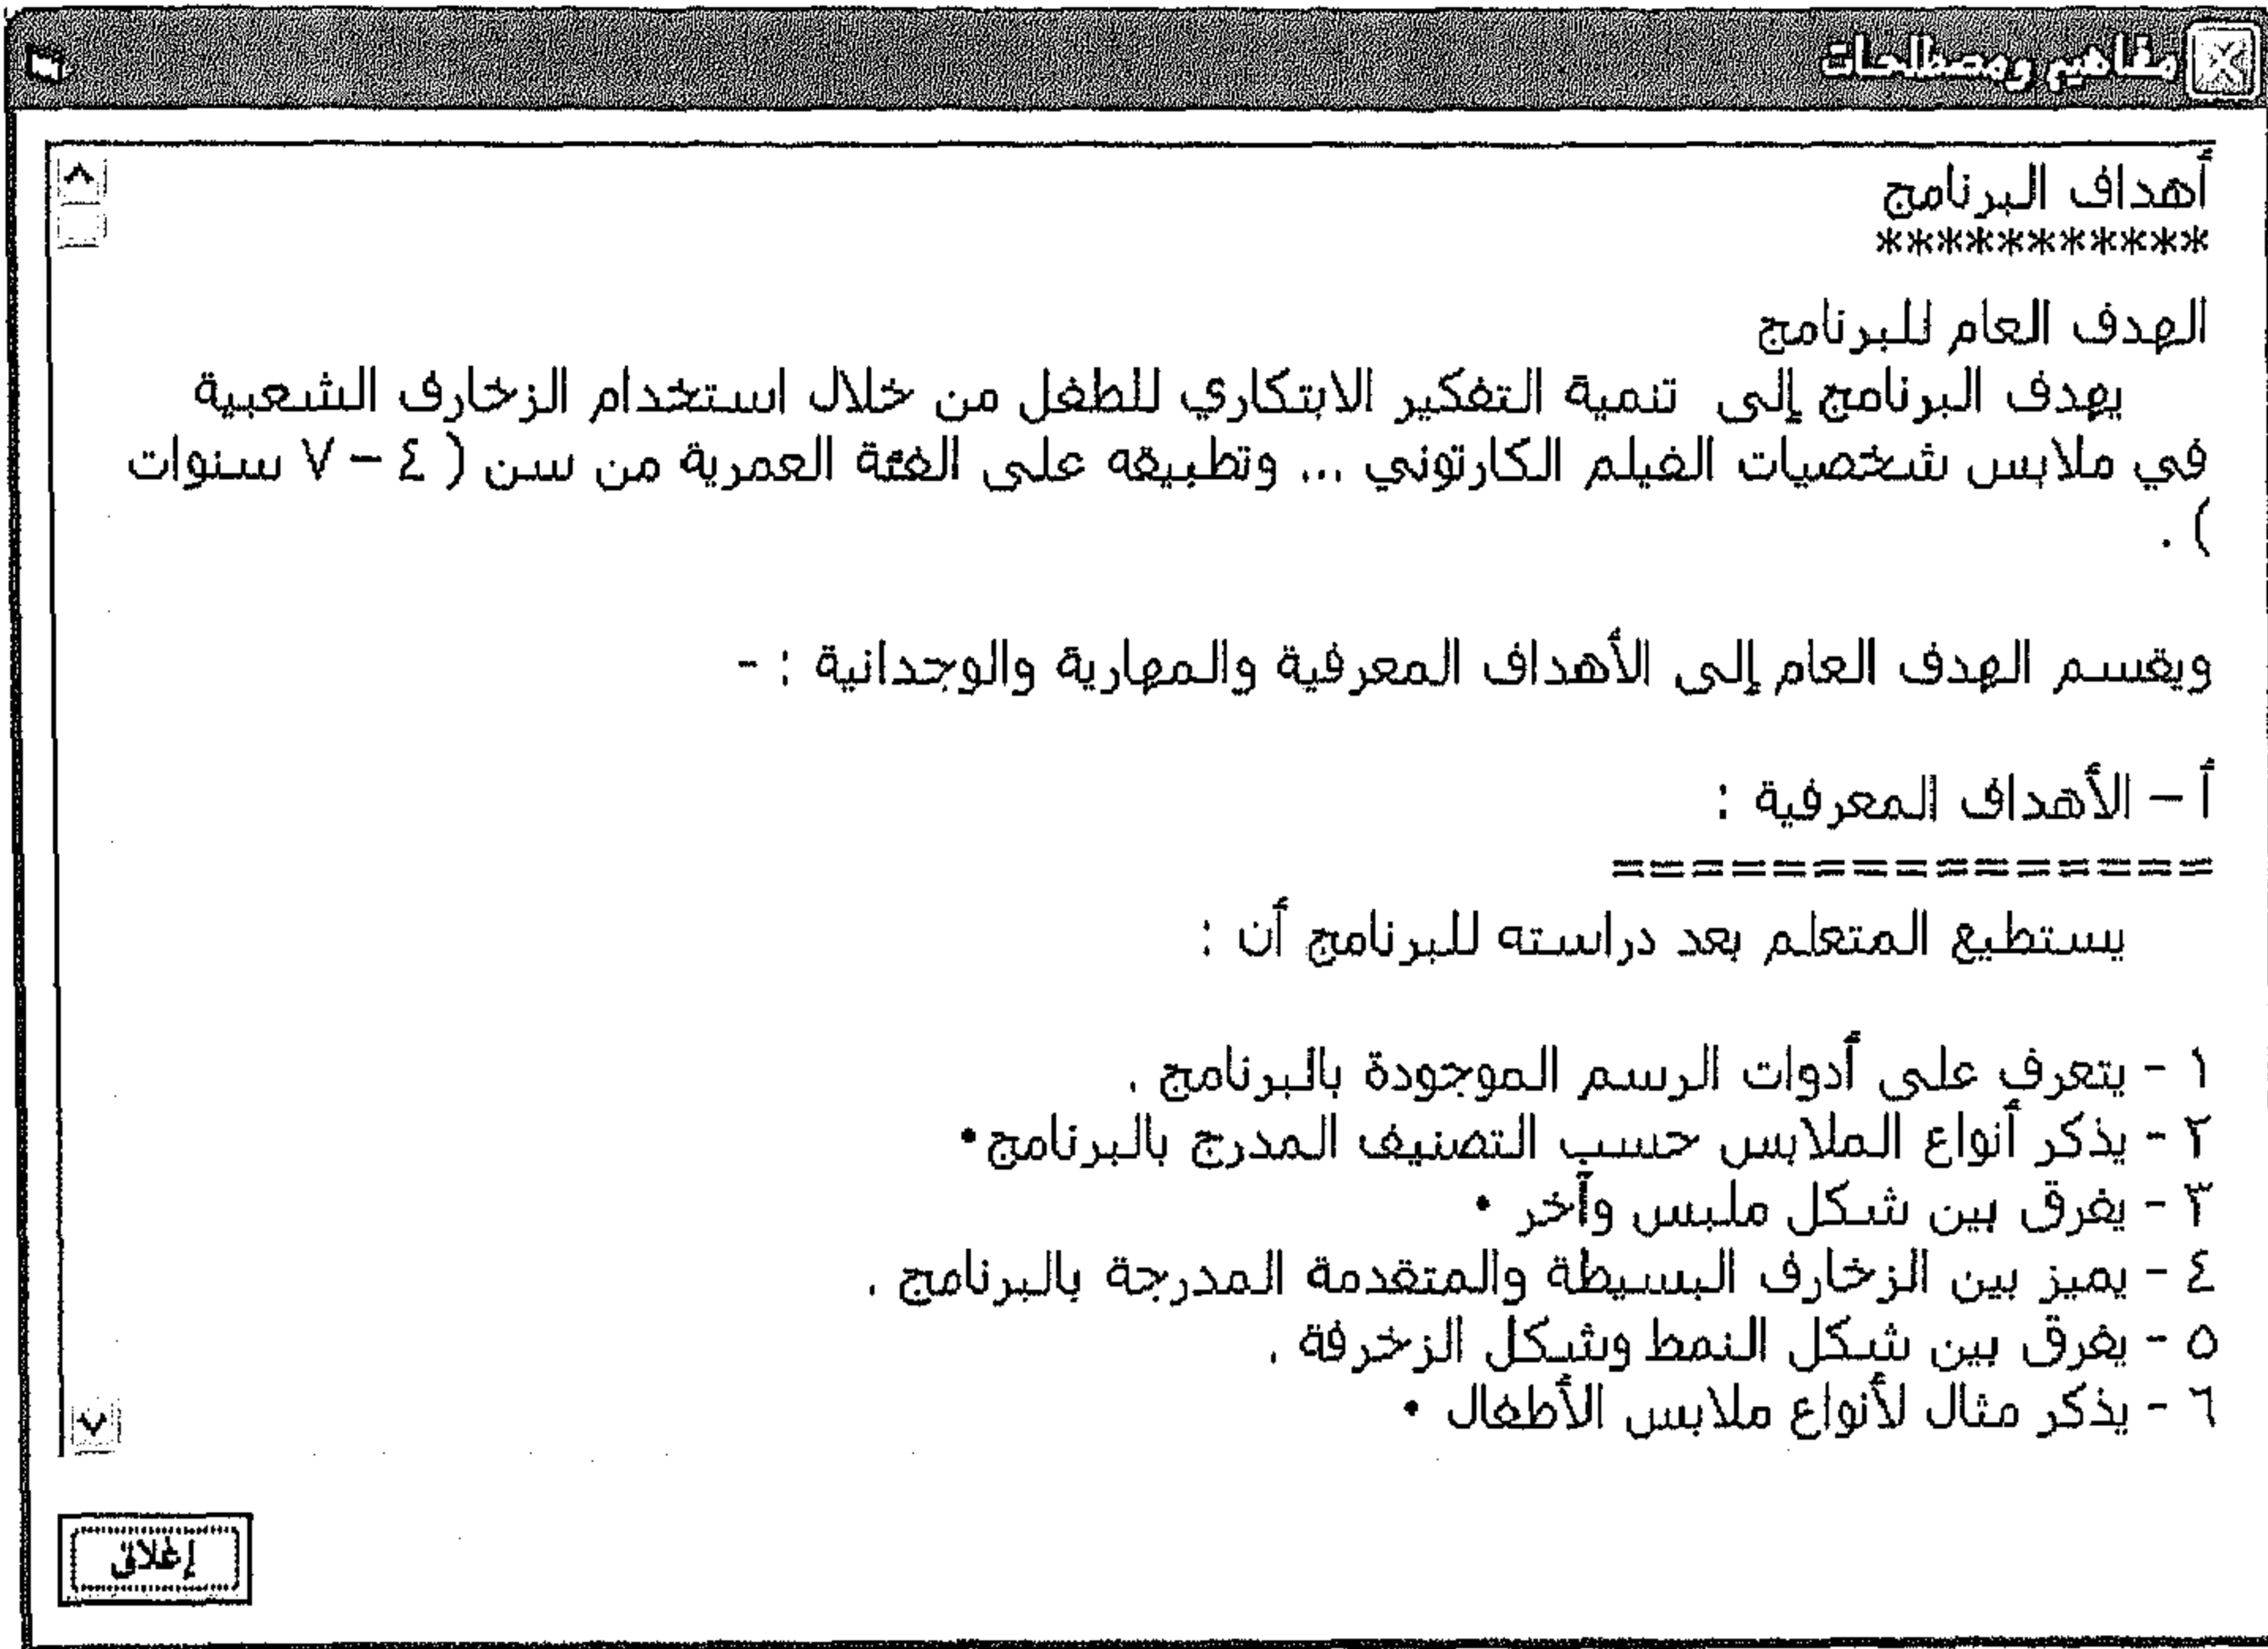 مفاهيم ومصطلحات
أهداف البرنامج
***********
الهدف العام للبرنامج
يهدف البرنامج إلى تنمية التفكير الابتكاري للطفل من خلال استخدام الزخارف الشعبية
في ملابس شخصيات الفيلم الكارتوني ... وتطبيقه على الفئة العمرية من سن ( ٤ – ٧ سنوات
) .
ويقسم الهدف العام إلى الأهداف المعرفية والمهارية والوجدانية : -
أ – الأهداف المعرفية :
===============
يستطيع المتعلم بعد دراسته للبرنامج أن :
١ - يتعرف على أدوات الرسم الموجودة بالبرنامج .
٢ - يذكر أنواع الملابس حسب التصنيف المدرج بالبرنامج•
٣ - يفرق بين شكل ملبس وآخر •
٤ - يميز بين الزخارف البسيطة والمتقدمة المدرجة بالبرنامج .
٥ - يفرق بين شكل النمط وشكل الزخرفة .
٦ - يذكر مثال لأنواع ملابس الأطفال •
إغلاق